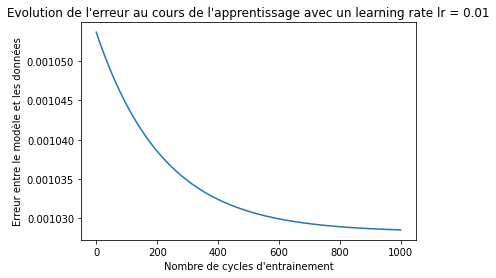 Evolution de l'erreur au cours de l'apprentissage avec un learning rate lr = 0.01
Erreur entre le modèle et les données
0.001050
0.001045
0.001040
0.001035
0.001030
0 200 400 600 800 1000
Nombre de cycles d'entrainement